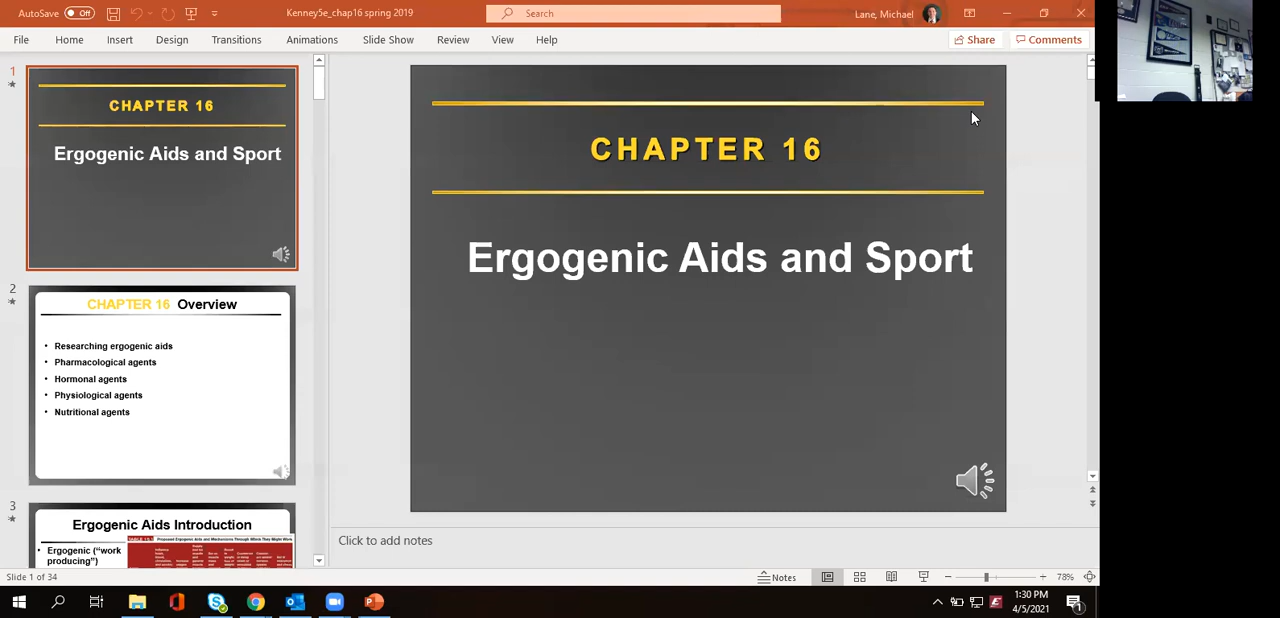 AutoSave Off
Kenney5e_chap16 spring 2019
Search
Lane, Michael
File Home Insert Design Transitions Animations Slide Show Review View Help
Share Comments
1
CHAPTER 16
Ergogenic Aids and Sport
2
CHAPTER 16 Overview
• Researching ergogenic aids
• Pharmacological agents
• Hormonal agents
• Physiological agents
• Nutritional agents
3
Ergogenic Aids Introduction
• Ergogenic (“work
producing”)
CHAPTER 16
Ergogenic Aids and Sport
Click to add notes
Slide 1 of 34
Notes
78%
1:30 PM
4/5/2021
1